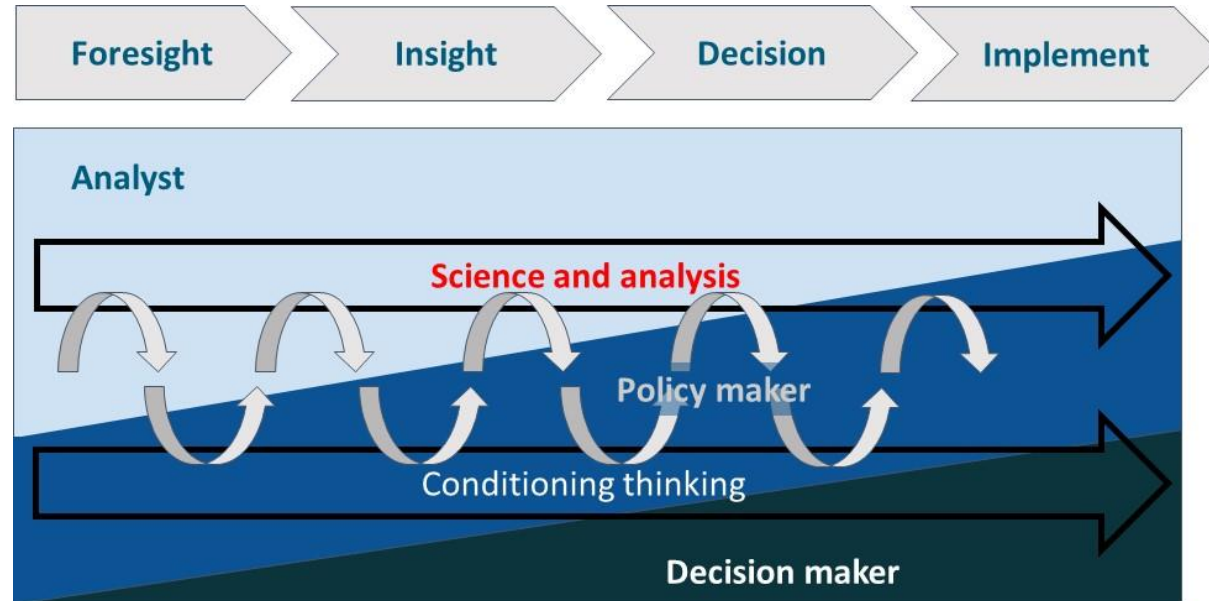 Foresight
Insight
Decision
Implement
Analyst
Science and analysis
Policy maker
Conditioning thinking
Decision maker